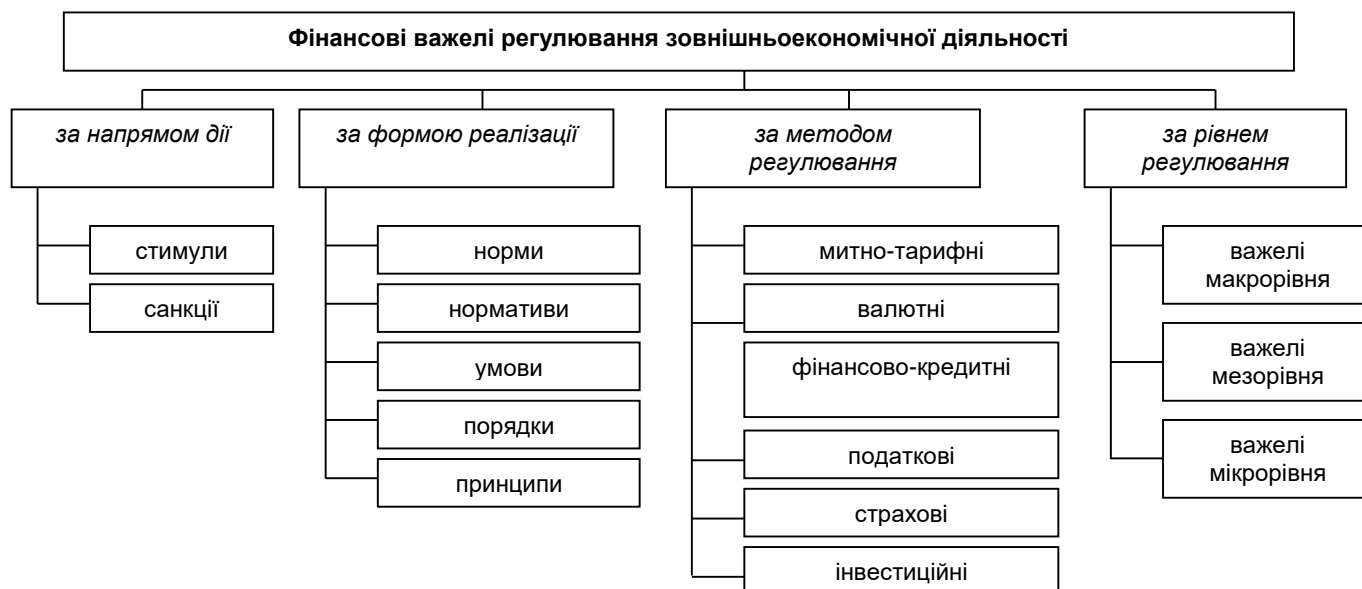 Фінансові важелі регулювання зовнішньоекономічної діяльності
за напрямом дії
стимули
санкції
за формою реалізації
норми
нормативи
умови
порядки
принципи
за методом
регулювання
митно-тарифні
валютні
фінансово-кредитні
податкові
страхові
інвестиційні
за рівнем
регулювання
важелі
макрорівня
важелі
мезорівня
важелі
мікрорівня